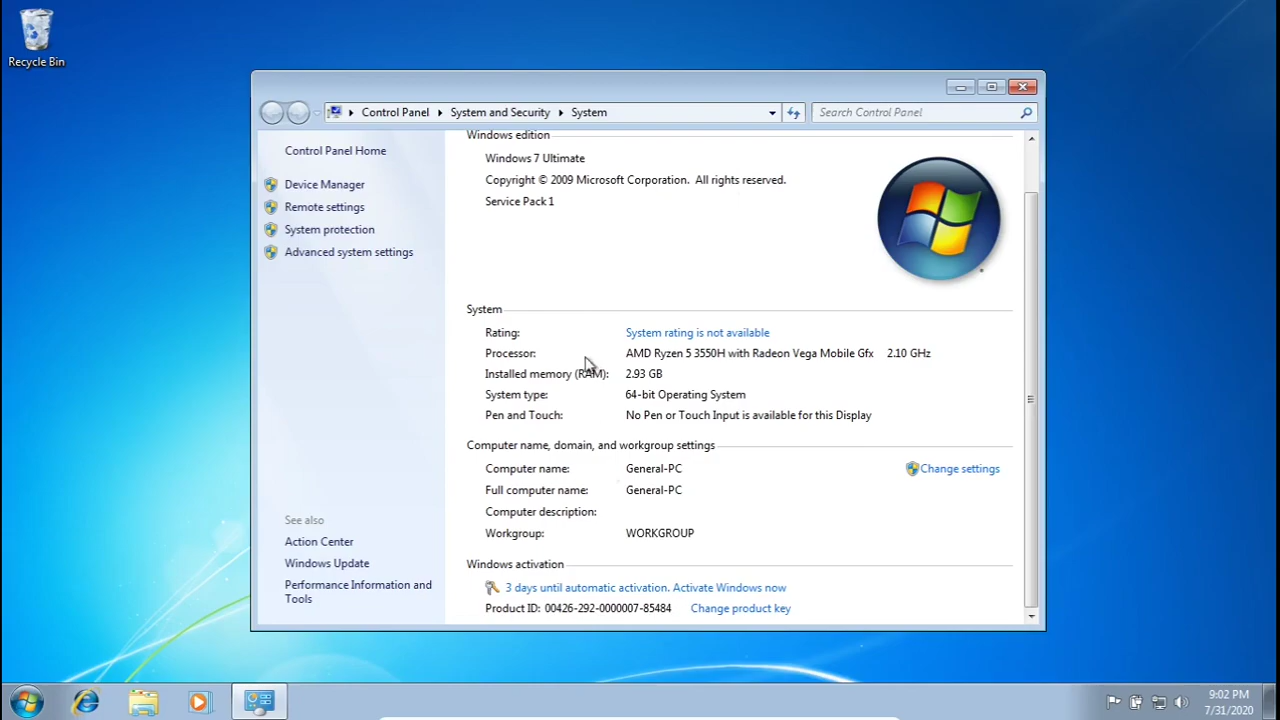 Recycle Bin
Control Panel System and Security System
Search Control Panel
Control Panel Home
Device Manager
Remote settings
System protection
Advanced system settings
See also
Action Center
Windows Update
Performance Information and
Tools
Windows edition
Windows 7 Ultimate
Copyright © 2009 Microsoft Corporation. All rights reserved.
Service Pack 1
System
Rating: System rating is not available
Processor: AMD Ryzen 5 3550H with Radeon Vega Mobile Gfx 2.10 GHz
Installed memory (RAM): 2.93 GB
System type: 64-bit Operating System
Pen and Touch: No Pen or Touch Input is available for this Display
Computer name, domain, and workgroup settings
Computer name: General-PC
Change settings
Full computer name: General-PC
Computer description:
Workgroup: WORKGROUP
Windows activation
3 days until automatic activation. Activate Windows now
Product ID: 00426-292-0000007-85484 Change product key
9:02 PM
7/31/2020